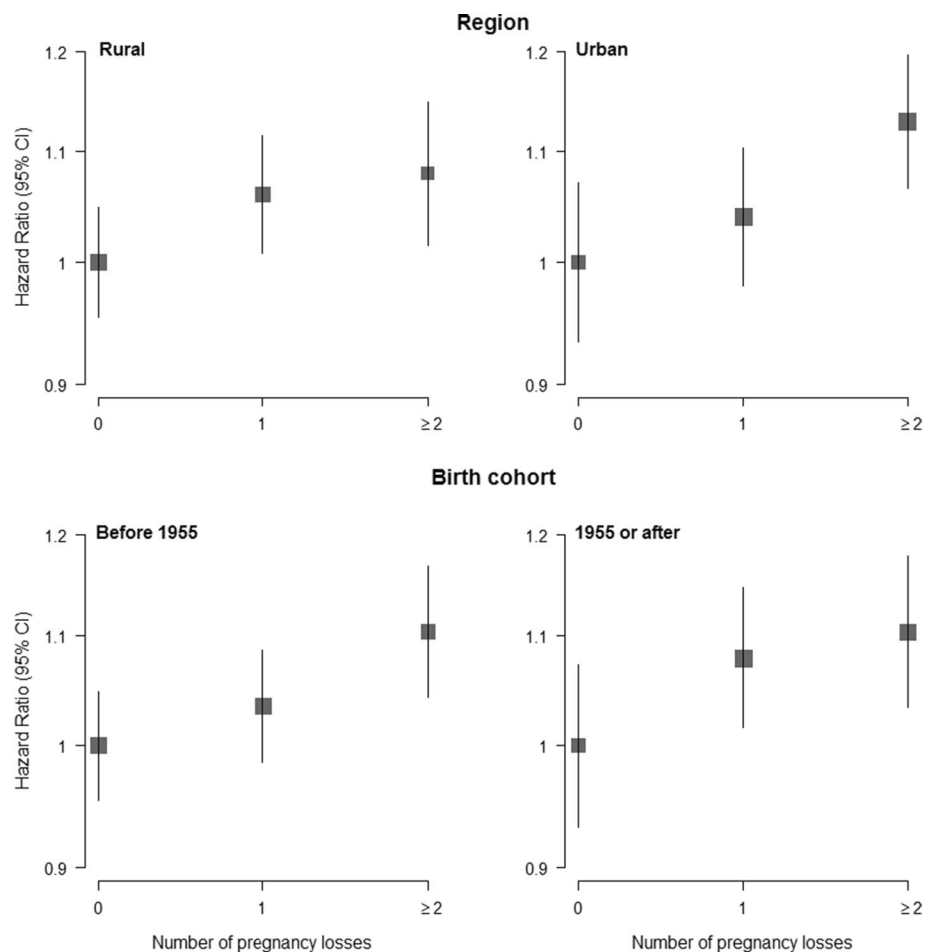 Region
Rural
Urban
Hazard Ratio (95% CI)
1.2
1.1
1
0.9
0
1
≥ 2
1.2
1.1
1
0.9
0
1
≥ 2
Birth cohort
Before 1955
1955 or after
Hazard Ratio (95% CI)
1.2
1.1
1
0.9
0
1
≥ 2
Number of pregnancy losses
1.2
1.1
1
0.9
0
1
≥ 2
Number of pregnancy losses